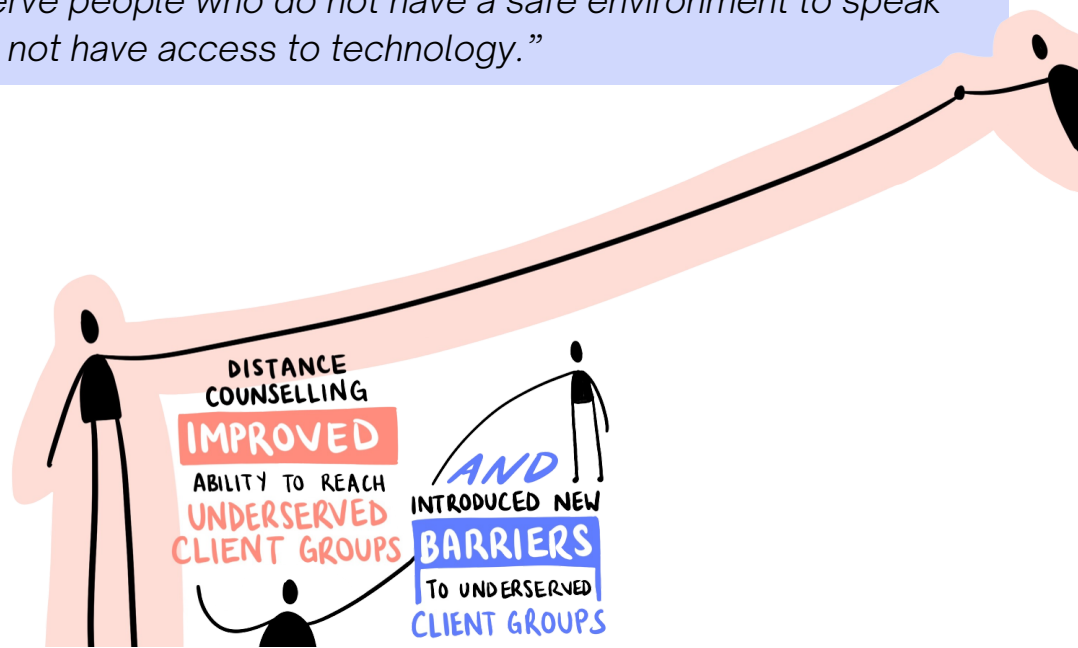 erve people who do not have a safe environment to speak
not have access to technology.”
DISTANCE
COUNSELLING
IMPROVED
ABILITY TO REACH
UNDERSERVED
CLIENT GROUPS
AND
INTRODUCED NEW
BARRIERS
TO UNDERSERVED
CLIENT GROUPS